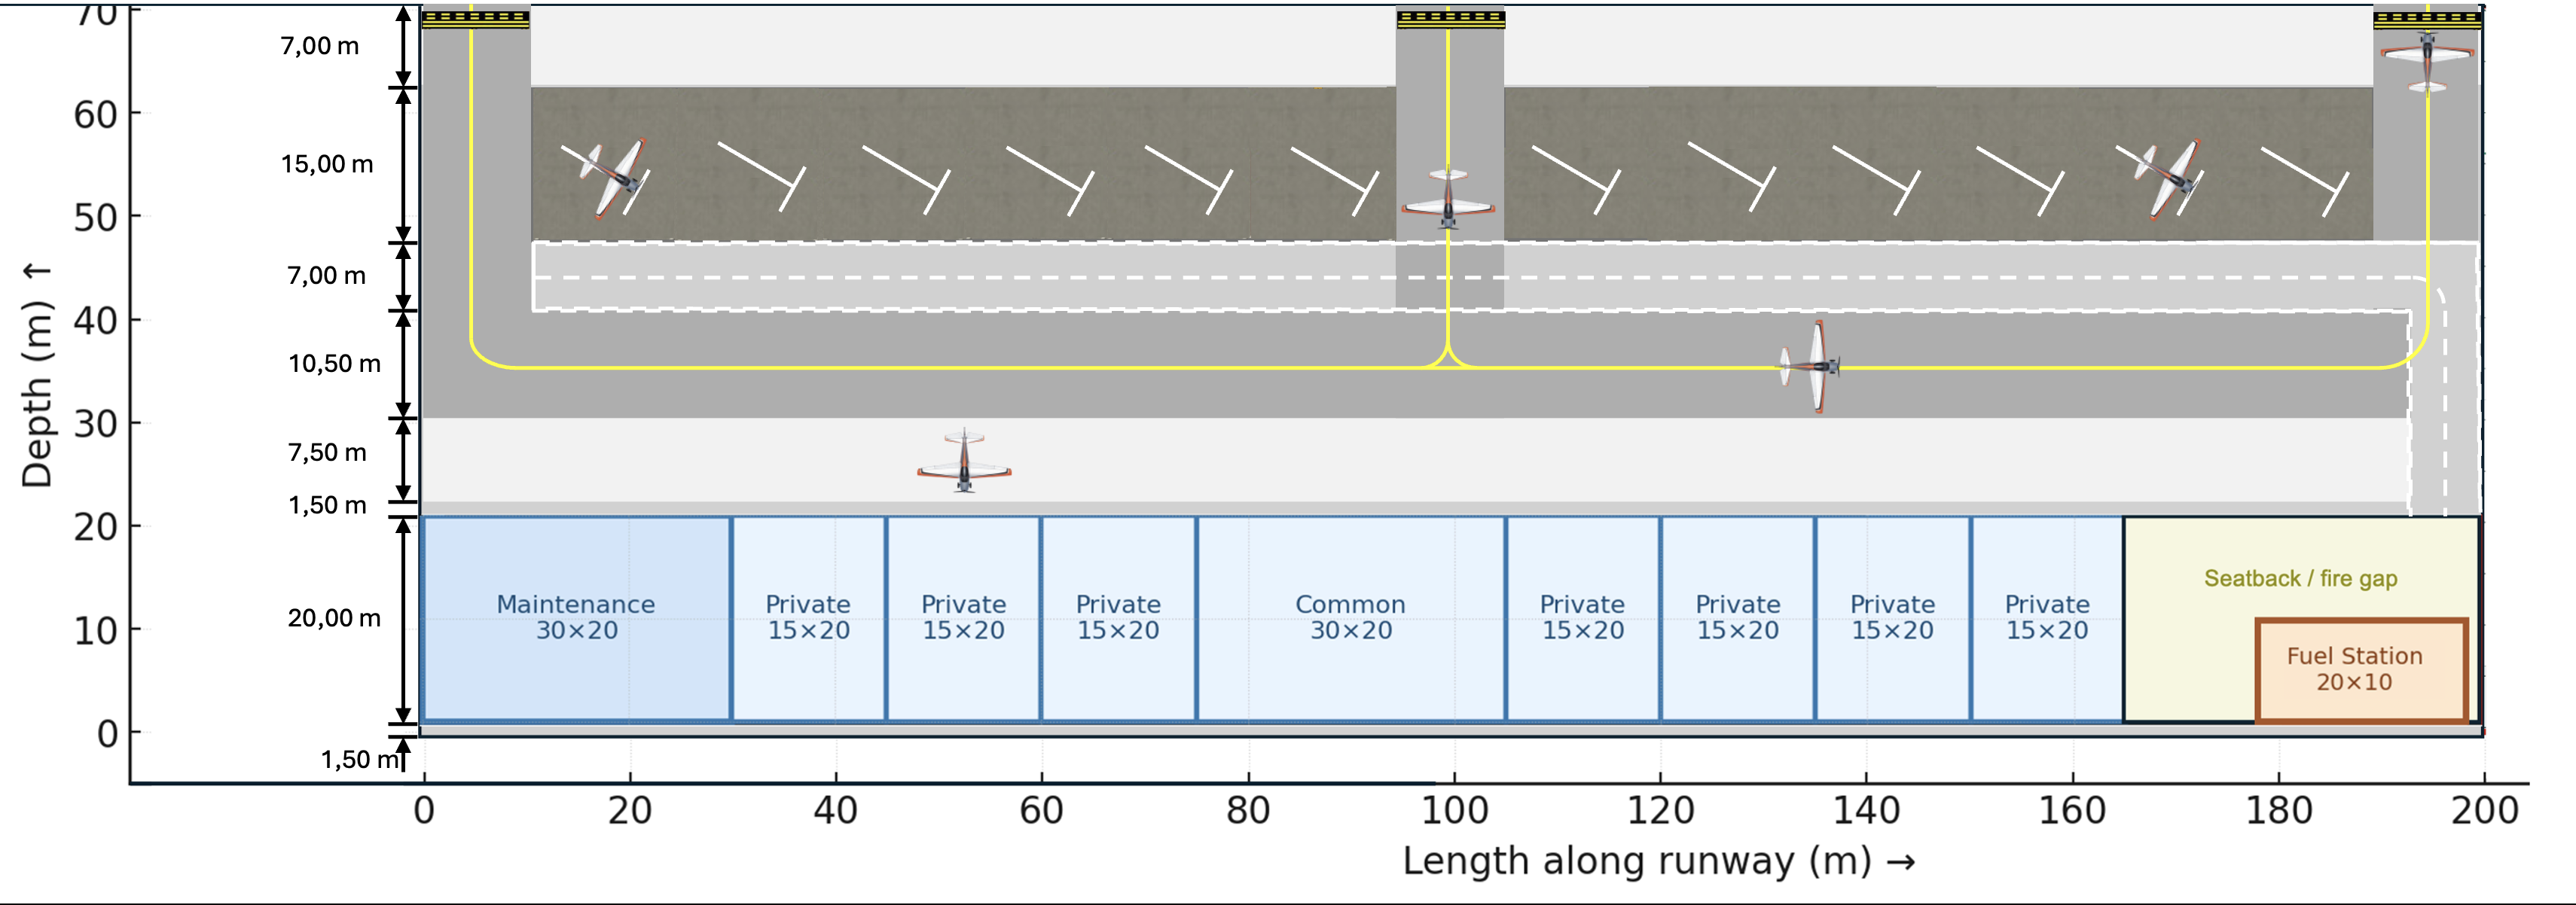 70
7,00 m
60
15,00 m
50
7,00 m
40
10,50 m
30
7,50 m
1,50 m
20
20,00 m
10
0
1,50 m
Depth (m) ↑
Maintenance
30×20
Private
15×20
Private
15×20
Private
15×20
Common
30×20
Private
15×20
Private
15×20
Private
15×20
Private
15×20
Seatback / fire gap
Fuel Station
20×10
0 20 40 60 80 100 120 140 160 180 200
Length along runway (m) →